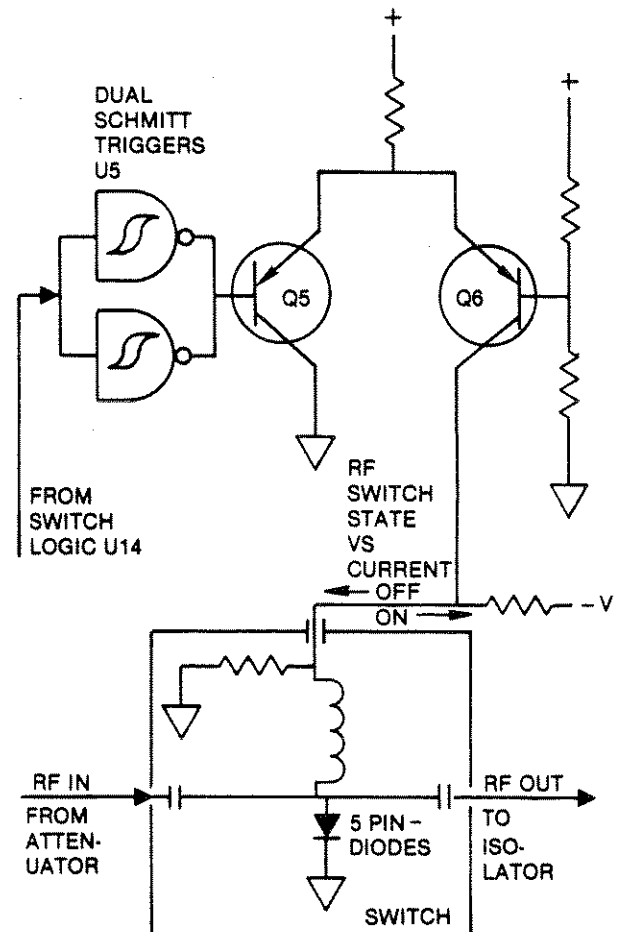 +
+
DUAL
SCHMITT
TRIGGERS
U5
Q5
Q6
FROM
SWITCH
LOGIC U14
RF
SWITCH
STATE
VS
CURRENT
OFF
ON
-V
RF IN
FROM
ATTEN-
UATOR
5 PIN-
DIODES
RF OUT
TO
ISO-
LATOR
SWITCH